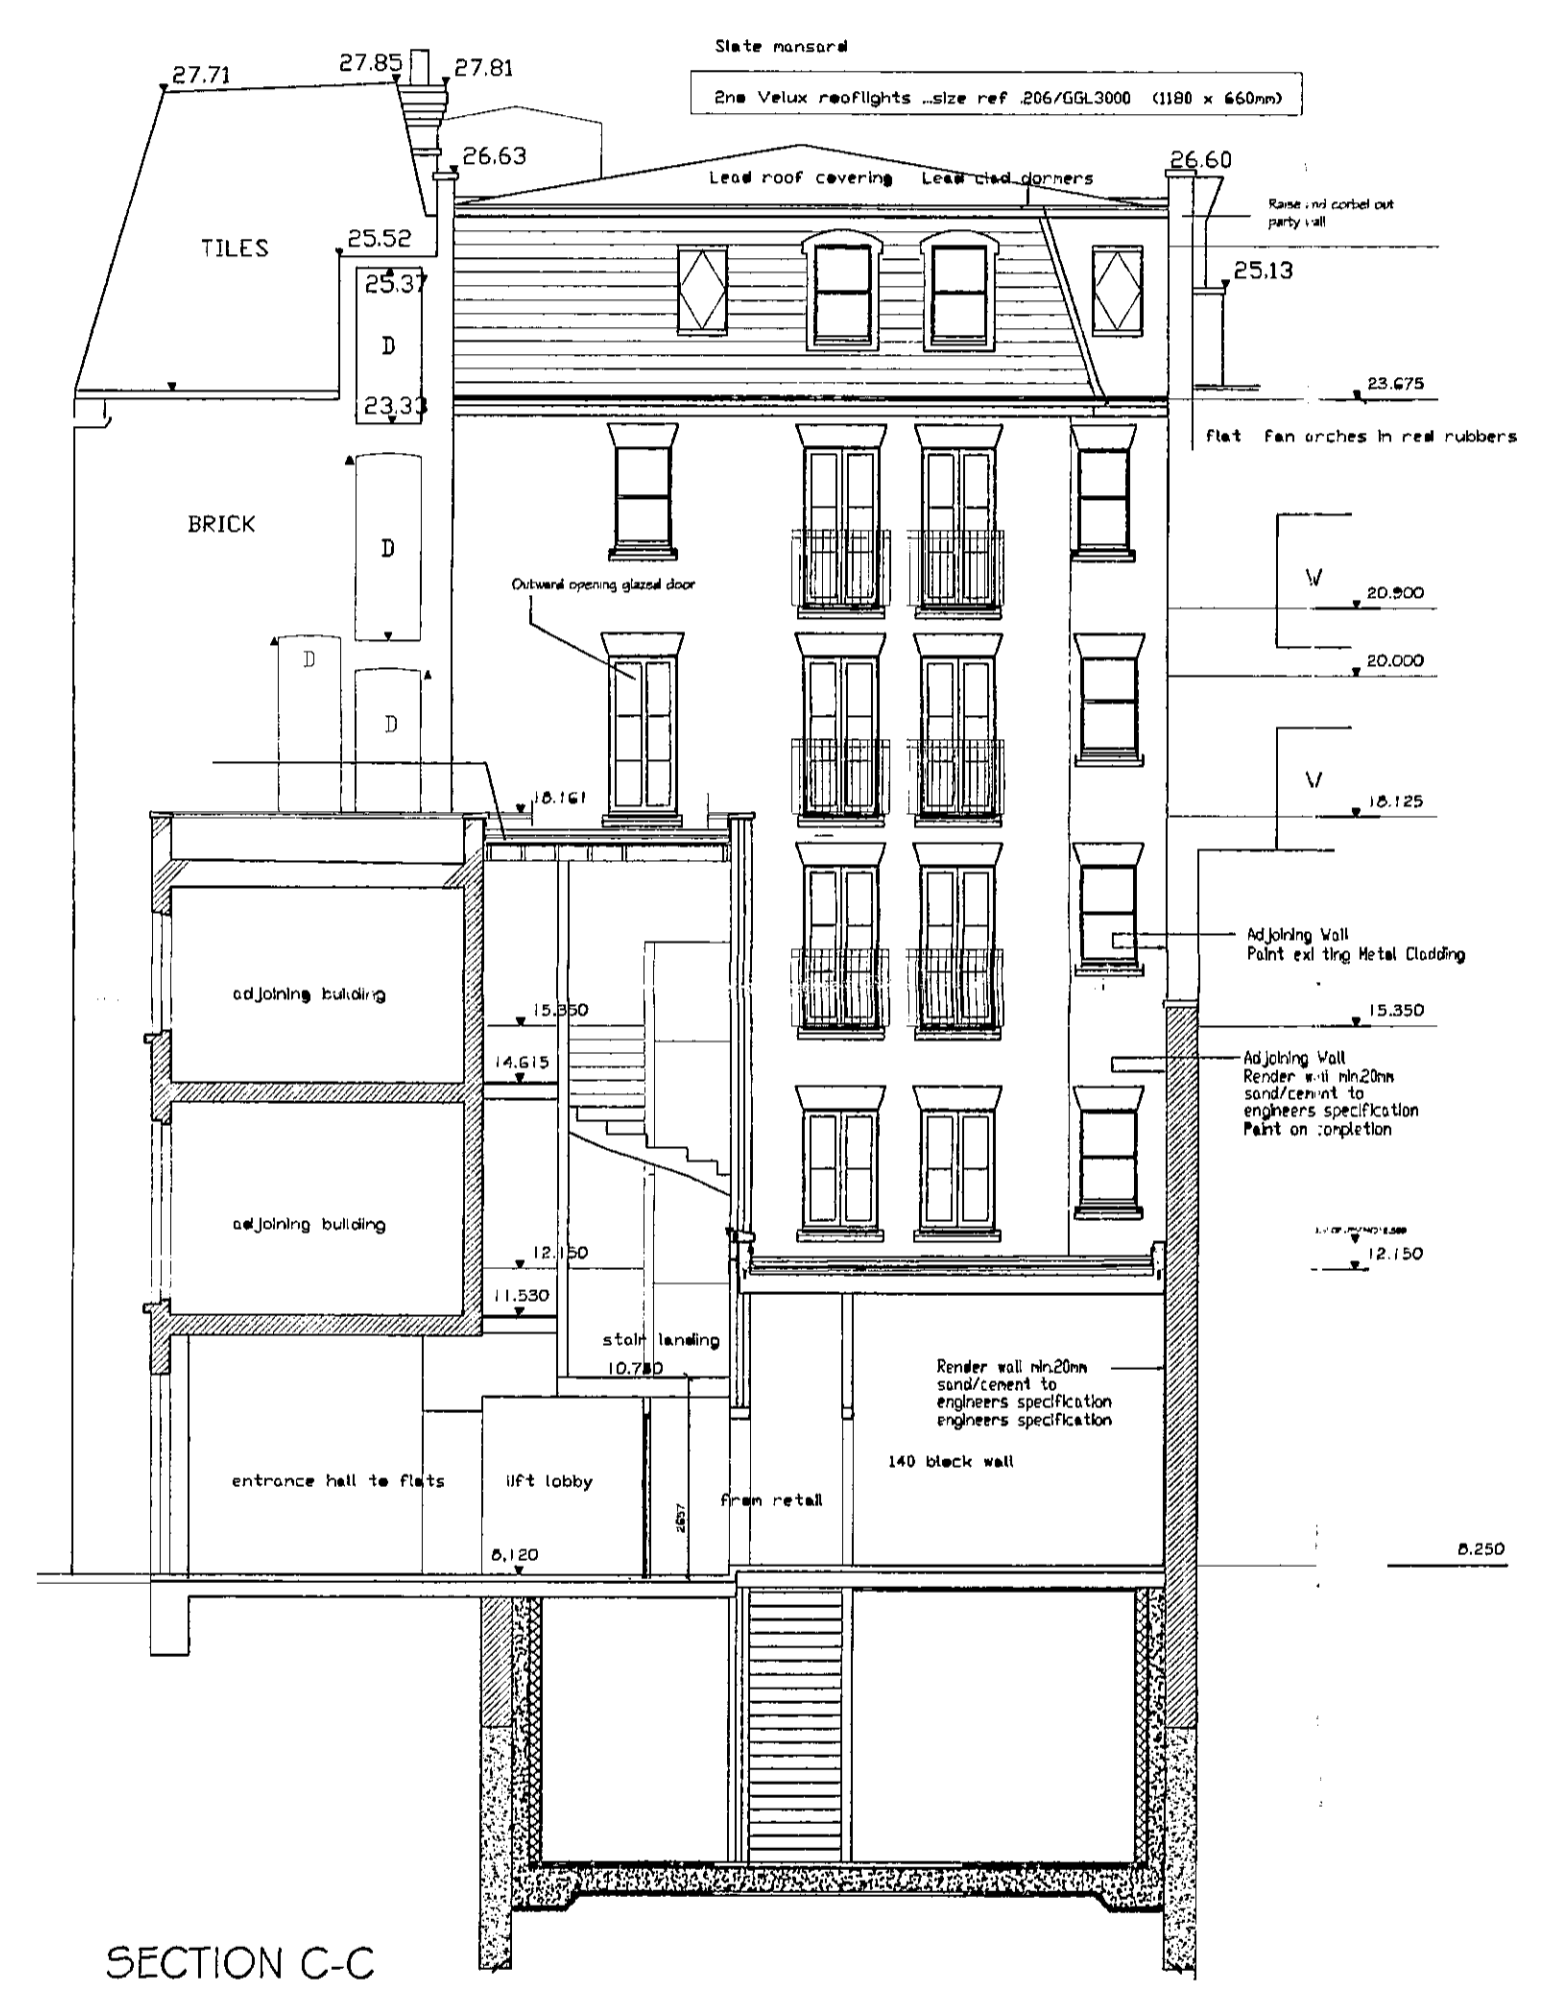 Slate mansard
27.71
27.85
27.81
2no Velux rooflights ...size ref .206/GGL3000 (1180 x 660mm)
26.63
26.60
Lead roof covering Lead clad dormers
Raise and corbel out
party wall
TILES
25.52
25.37
25.13
D
23.33
23.675
flat fan arches in red rubbers
BRICK
D
W
Outward opening glazed door
20.900
D
20.000
D
W
18.161
18.125
Adjoining Wall
Paint exi ting Metal Cladding
adjoining building
15.350
15.350
14.615
Adjoining Wall
Render wall min.20mm
sand/cement to
engineers specification
Paint on completion
adjoining building
12.150
12.150
11.530
stair landing
10.780
Render wall min.20mm
sand/cement to
engineers specification
engineers specification
140 block wall
entrance hall to flats
lift lobby
from retail
2657
8.120
8.250
SECTION C-C